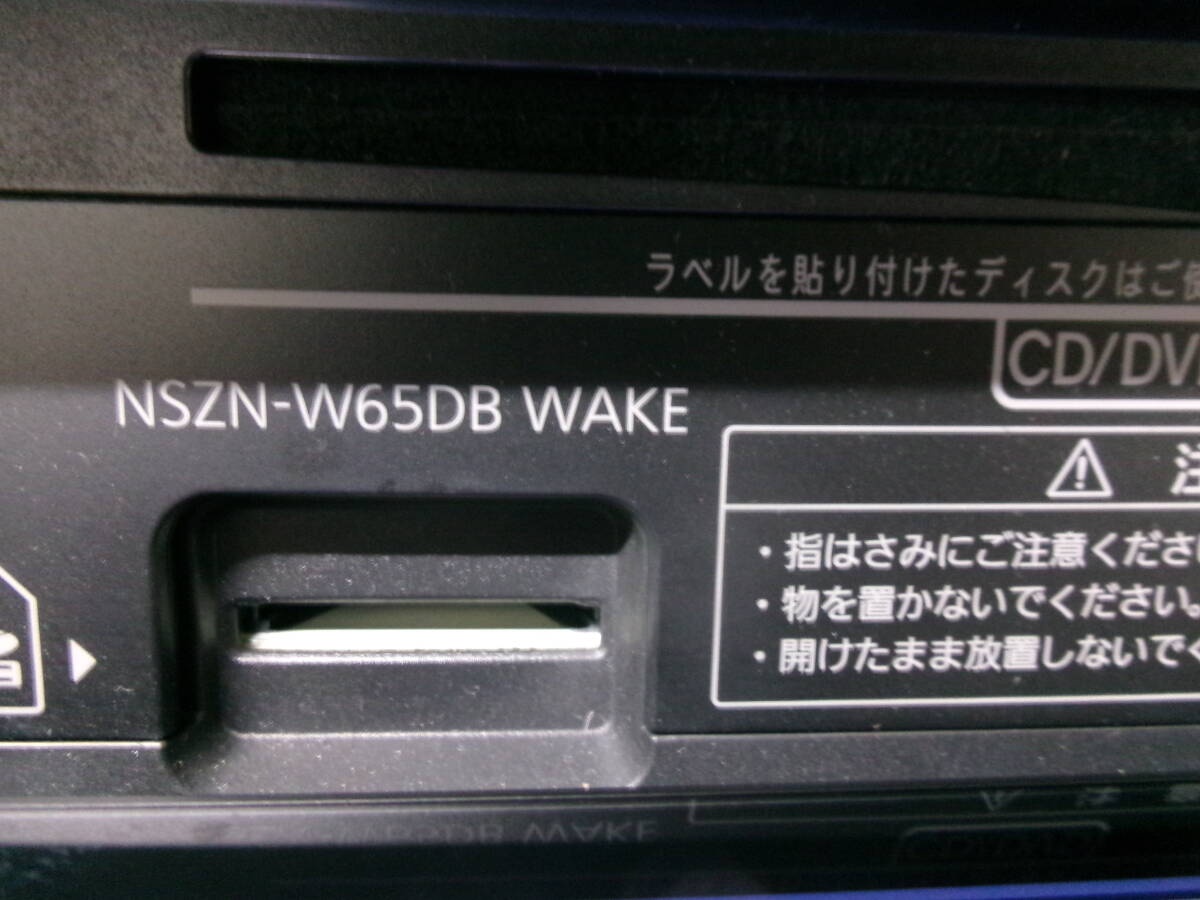 ラベルを貼り付けたディスクはご使
CD/DV
NSZN-W65DB WAKE
注
・指はさみにご注意くださ
・物を置かないでください。
・開けたまま放置しないで